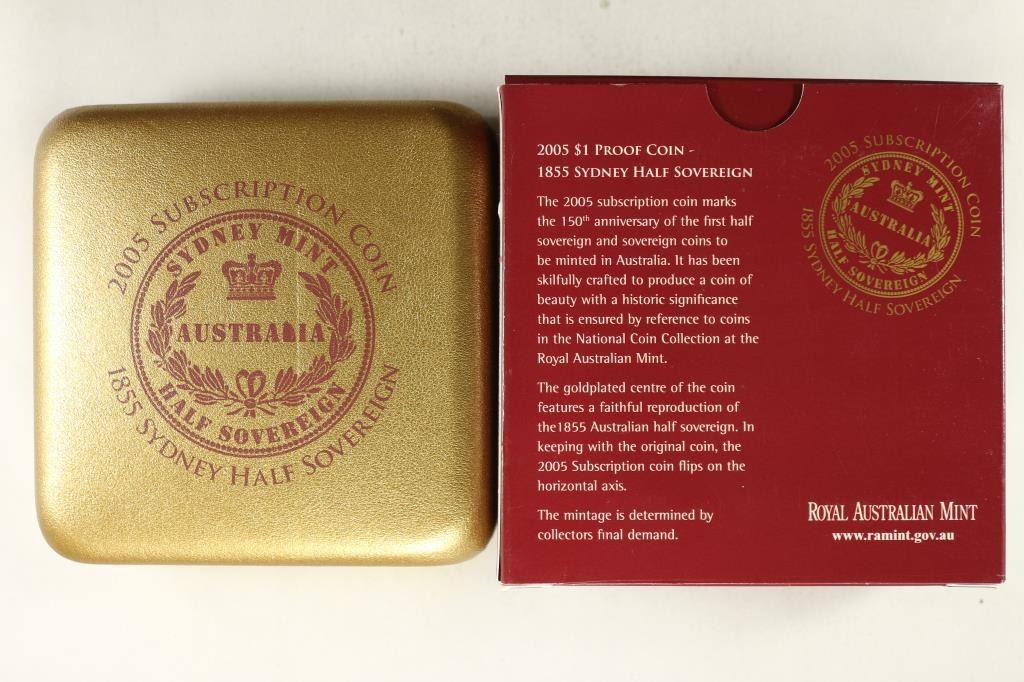 2005 SUBSCRIPTION COIN
SYDNEY MINT
AUSTRALIA
HALF SOVEREIGN
1855 SYDNEY HALF SOVEREIGN
2005 $1 PROOF COIN -
1855 SYDNEY HALF SOVEREIGN
The 2005 subscription coin marks
the 150th anniversary of the first half
sovereign and sovereign coins to
be minted in Australia. It has been
skilfully crafted to produce a coin of
beauty with a historic significance
that is ensured by reference to coins
in the National Coin Collection at the
Royal Australian Mint.
The goldplated centre of the coin
features a faithful reproduction of
the1855 Australian half sovereign. In
keeping with the original coin, the
2005 Subscription coin flips on the
horizontal axis.
The mintage is determined by
collectors final demand.
2005 SUBSCRIPTION COIN
SYDNEY MINT
AUSTRALIA
HALF SOVEREIGN
1855 SYDNEY HALF SOVEREIGN
ROYAL AUSTRALIAN MINT
www.ramint.gov.au